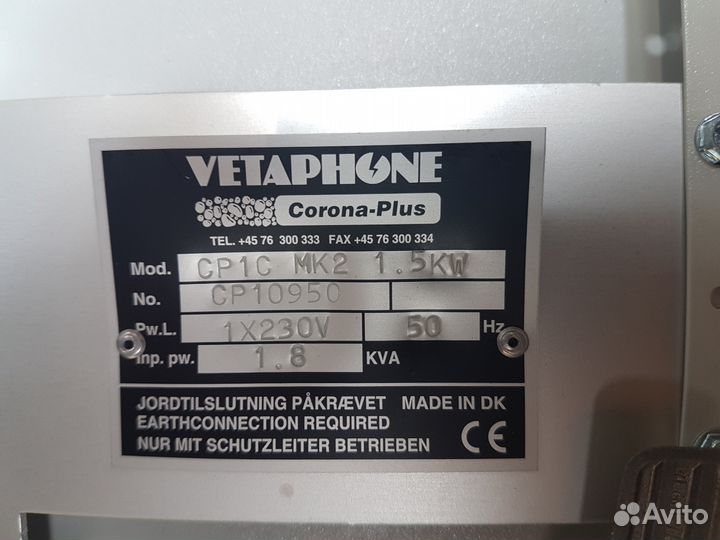 VETAPHONE
Corona-Plus
TEL. +45 76 300 333 FAX +45 76 300 334
Mod. CP1C MK2 1.5KW
No. CP10950
Pw.L. 1X230V 50 Hz
Inp. pw. 1.8 KVA
JORDTILSLUTNING PÅKRÆVET MADE IN DK
EARTHCONNECTION REQUIRED
NUR MIT SCHUTZLEITER BETRIEBEN CE
Avito